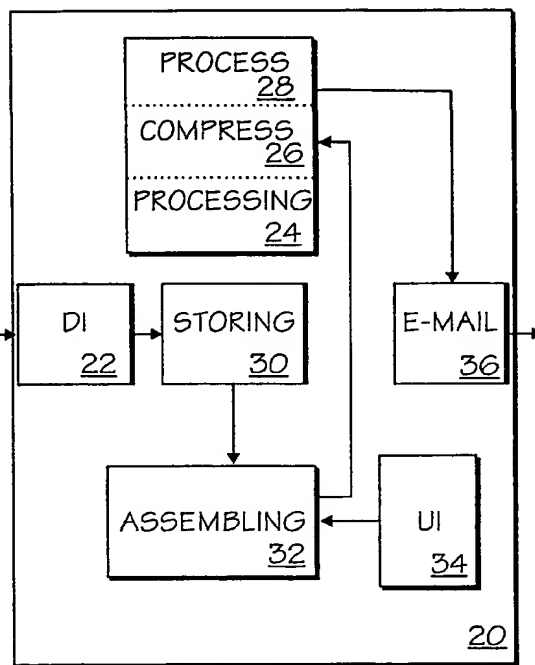 PROCESS
28
COMPRESS
26
PROCESSING
24
DI
22
STORING
30
E-MAIL
36
ASSEMBLING
32
UI
34
20